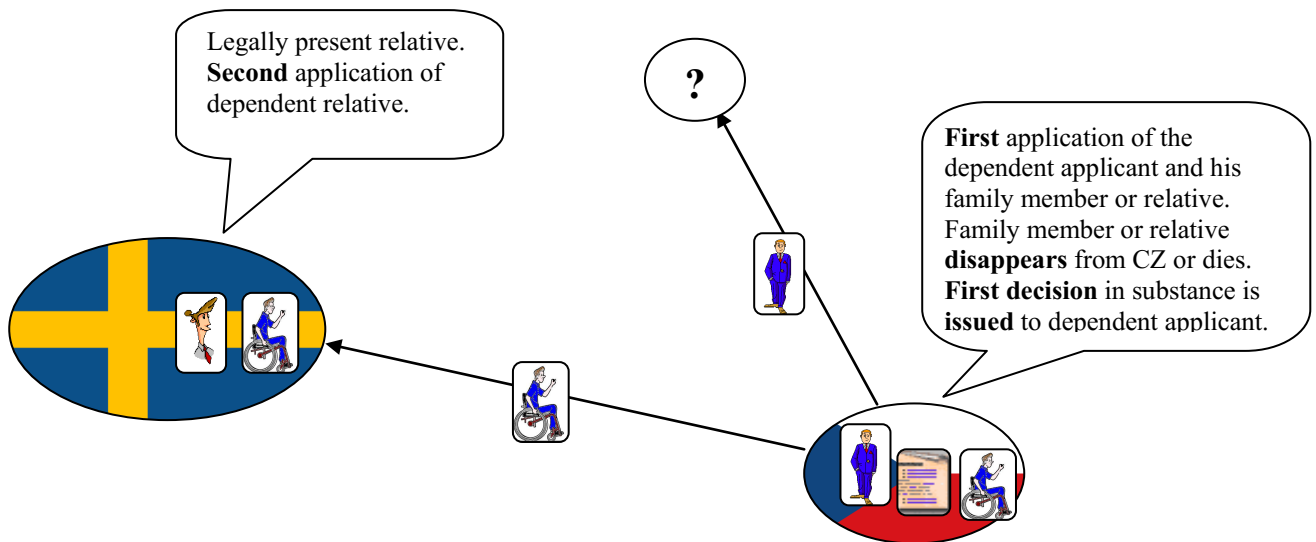 Legally present relative.
Second application of
dependent relative.
?
First application of the
dependent applicant and his
family member or relative.
Family member or relative
disappears from CZ or dies.
First decision in substance is
issued to dependent applicant.